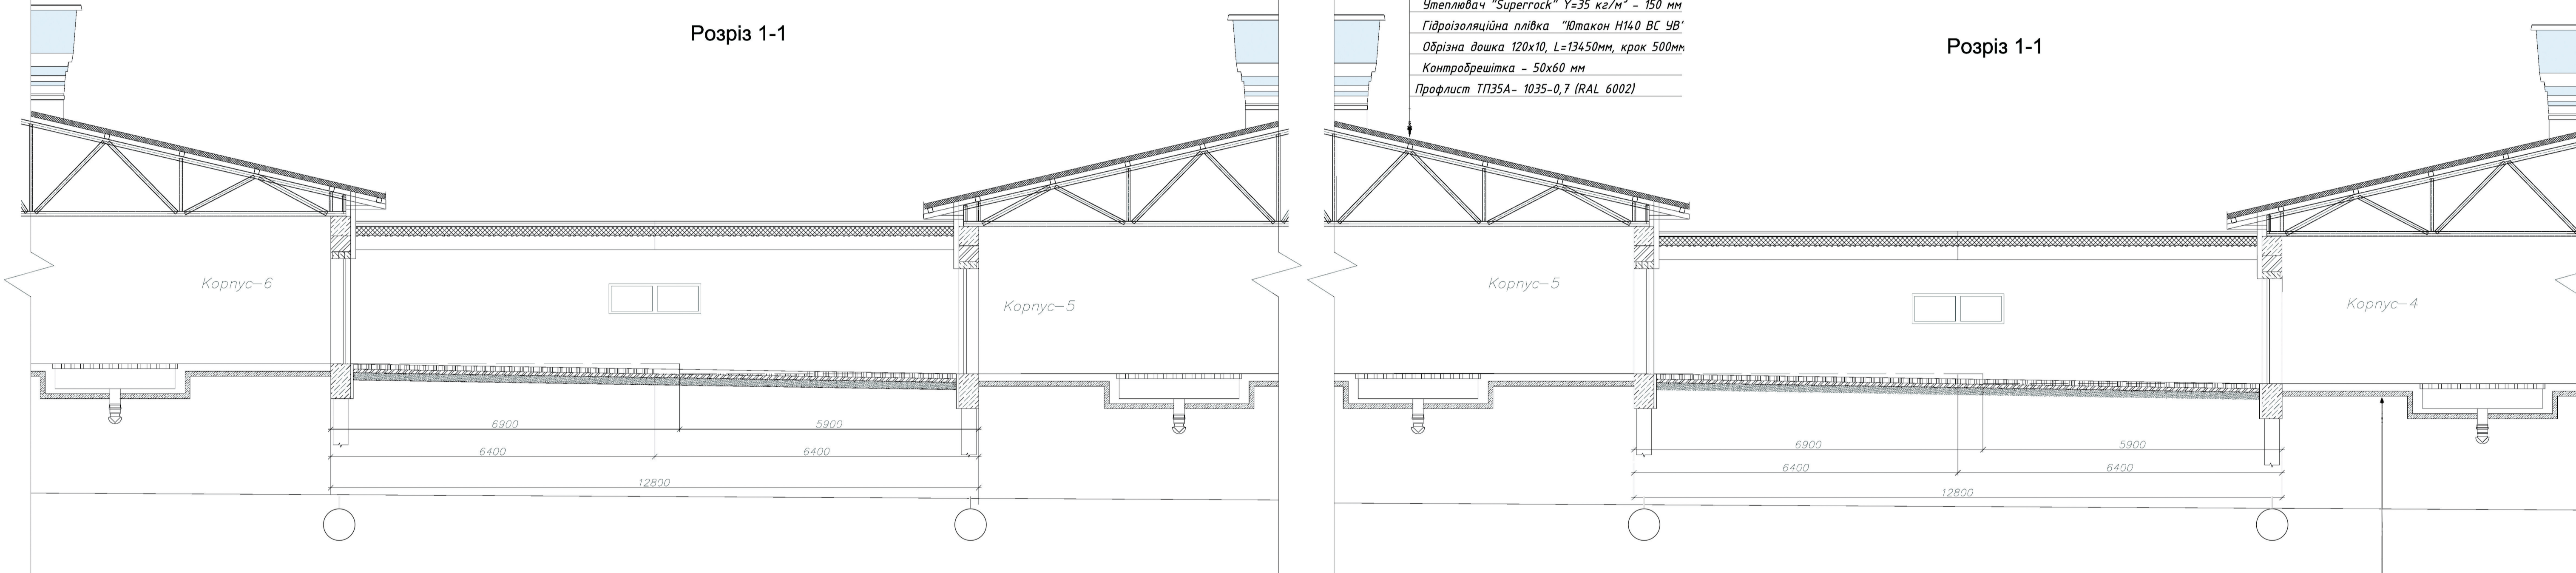 Розріз 1-1
Утеплювач "Superrock" Y=35 кг/м³ - 150 мм
Гідроізоляційна плівка "Ютакон Н140 ВС УВ"
Обрізна дошка 120х10, L=13450мм, крок 500мм
Контробрешітка - 50х60 мм
Профлист ТП35А- 1035-0,7 (RAL 6002)
Розріз 1-1
Корпус-6
Корпус-5
Корпус-5
Корпус-4
6900
5900
6400
6400
12800
6900
5900
6400
6400
12800